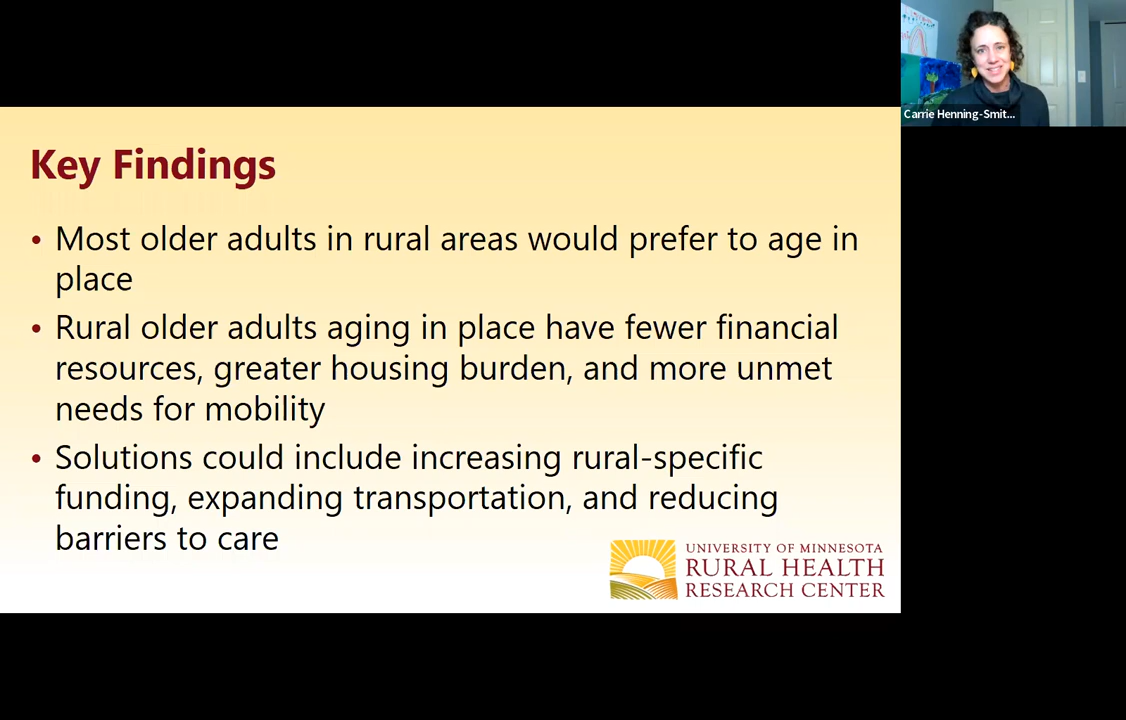 Carrie Henning-Smit...
Key Findings
• Most older adults in rural areas would prefer to age in
place
• Rural older adults aging in place have fewer financial
resources, greater housing burden, and more unmet
needs for mobility
• Solutions could include increasing rural-specific
funding, expanding transportation, and reducing
barriers to care
UNIVERSITY OF MINNESOTA
RURAL HEALTH
RESEARCH CENTER